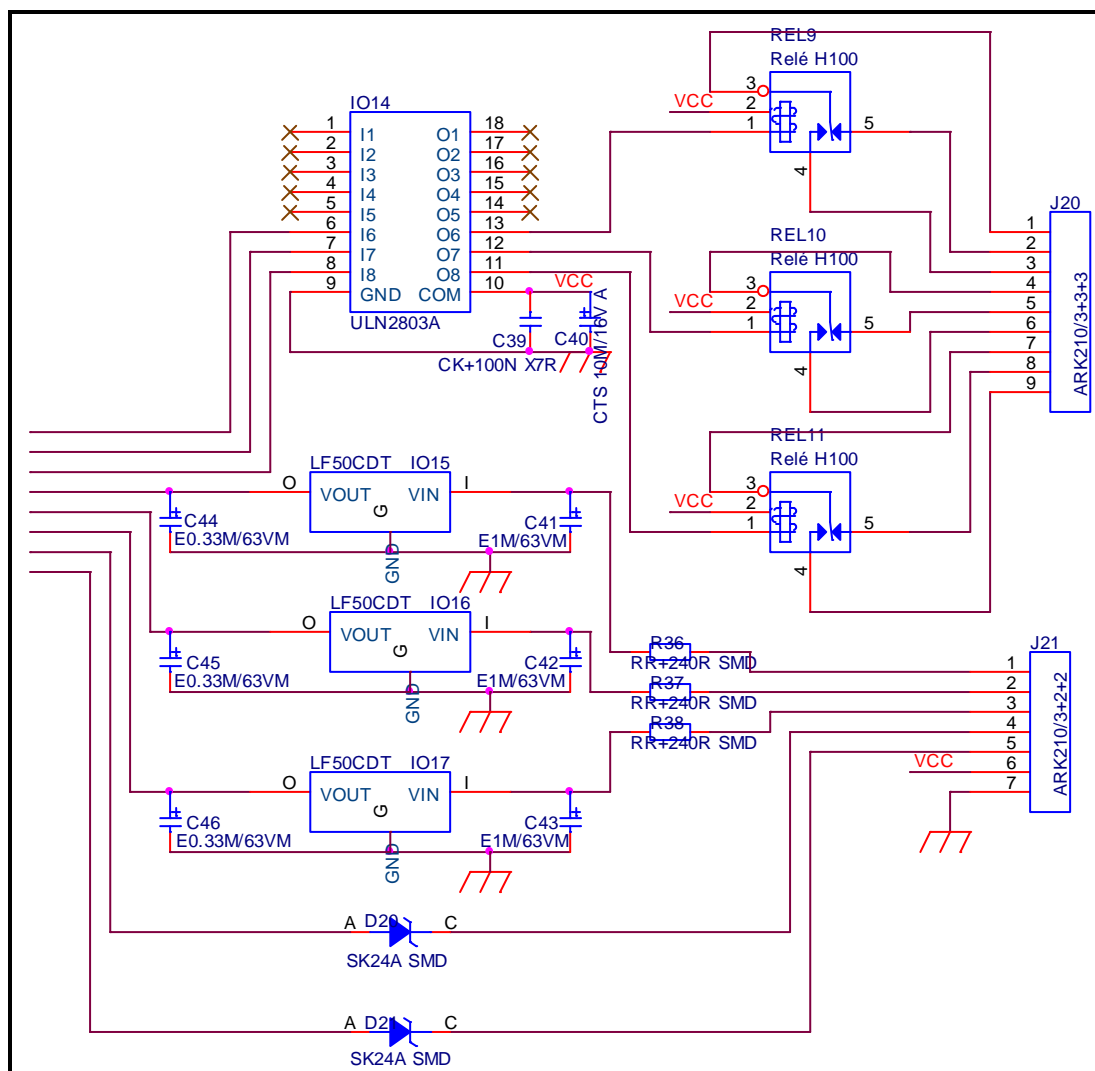 REL9
Relé H100
3
VCC
2
1
5
4
IO14
1 I1 O1 18
2 I2 O2 17
3 I3 O3 16
4 I4 O4 15
5 I5 O5 14
6 I6 O6 13
7 I7 O7 12
8 I8 O8 11
9 GND COM 10
ULN2803A
VCC
C39
CK+100N X7R
C40
CTS 10M/16V A
REL10
Relé H100
3
VCC
2
1
5
4
J20
1
2
3
4
5
6
7
8
9
ARK210/3+3+3
REL11
Relé H100
3
VCC
2
1
5
4
LF50CDT IO15
O VOUT VIN I
G
GND
C44
E0.33M/63VM
C41
E1M/63VM
LF50CDT IO16
O VOUT VIN I
G
GND
C45
E0.33M/63VM
C42
E1M/63VM
R36
RR+240R SMD
R37
RR+240R SMD
R38
RR+240R SMD
J21
1
2
3
4
5
6
7
VCC
ARK210/3+2+2
LF50CDT IO17
O VOUT VIN I
G
GND
C46
E0.33M/63VM
C43
E1M/63VM
A D20 C
SK24A SMD
A D21 C
SK24A SMD